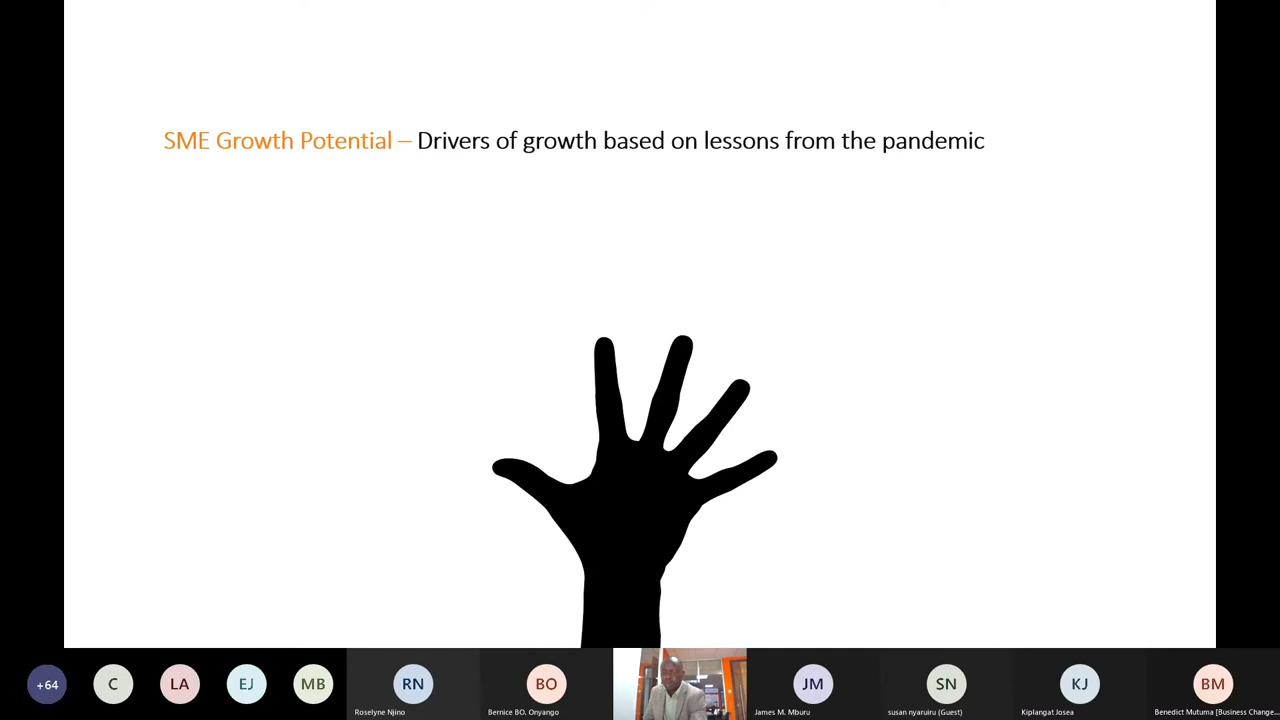 SME Growth Potential – Drivers of growth based on lessons from the pandemic
+64
C
LA
EJ
MB
RN
BO
JM
SN
KJ
BM
Roselyne Njino
Bernice BO. Onyango
James M. Mburu
susan nyaruiru (Guest)
Kiplangat Josea
Benedict Mutuma [Business Change...